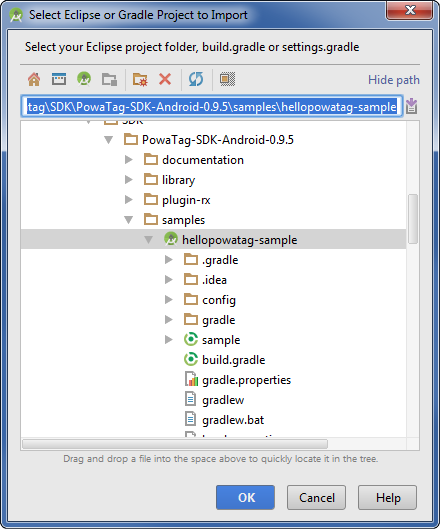 Select Eclipse or Gradle Project to Import
Select your Eclipse project folder, build.gradle or settings.gradle
Hide path
tag\SDK\PowaTag-SDK-Android-0.9.5\samples\hellopowatag-sample
SDK
PowaTag-SDK-Android-0.9.5
documentation
library
plugin-rx
samples
hellopowatag-sample
.gradle
.idea
config
gradle
sample
build.gradle
gradle.properties
gradlew
gradlew.bat
Drag and drop a file into the space above to quickly locate it in the tree.
OK
Cancel
Help